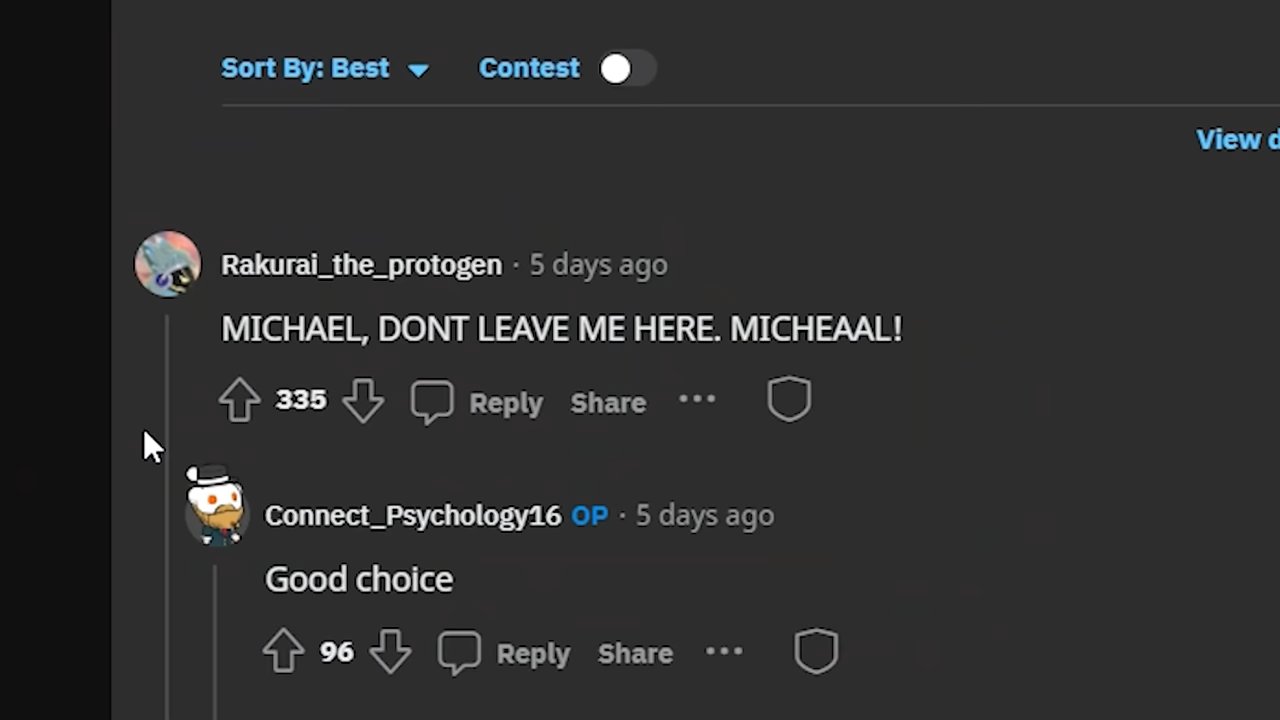 Sort By: Best Contest
View
Rakurai_the_protogen · 5 days ago
MICHAEL, DONT LEAVE ME HERE. MICHEAAL!
335 Reply Share ···
Connect_Psychology16 OP · 5 days ago
Good choice
96 Reply Share ···